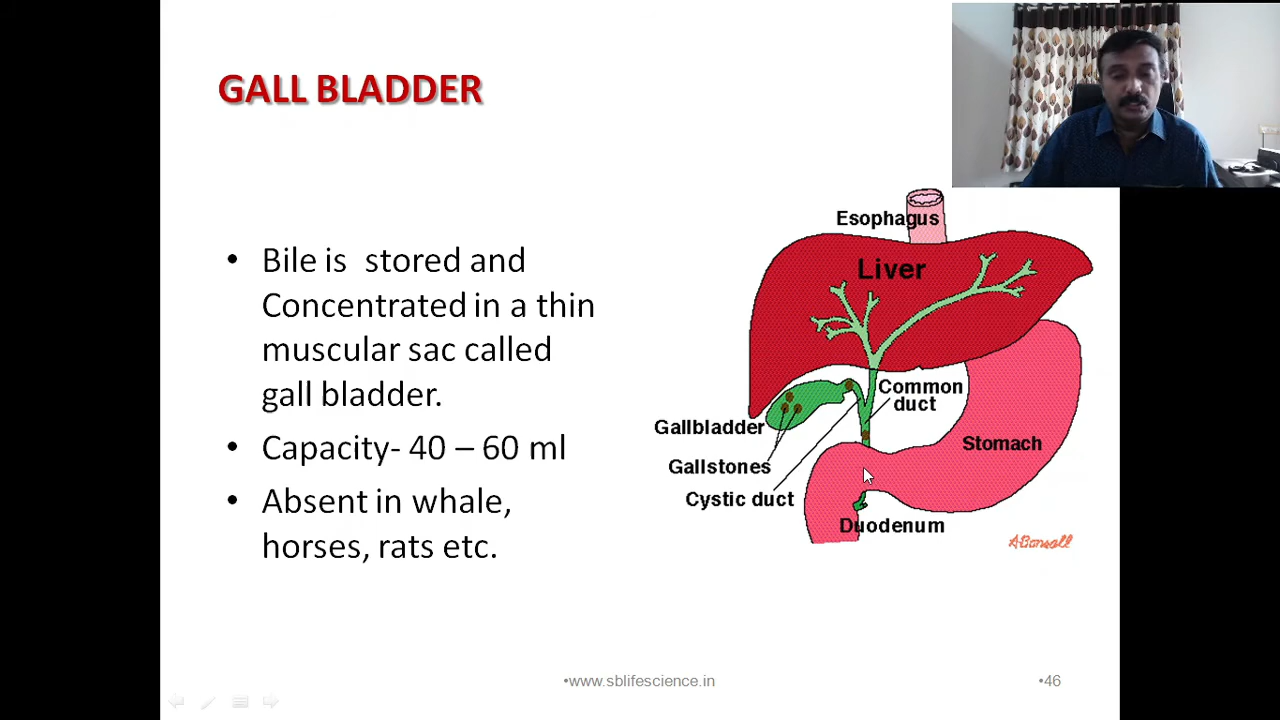 GALL BLADDER
• Bile is stored and
Concentrated in a thin
muscular sac called
gall bladder.
• Capacity- 40 – 60 ml
• Absent in whale,
horses, rats etc.
Esophagus
Liver
Common
duct
Gallbladder
Stomach
Gallstones
Cystic duct
Duodenum
A·Bansall
•www.sblifescience.in
•46